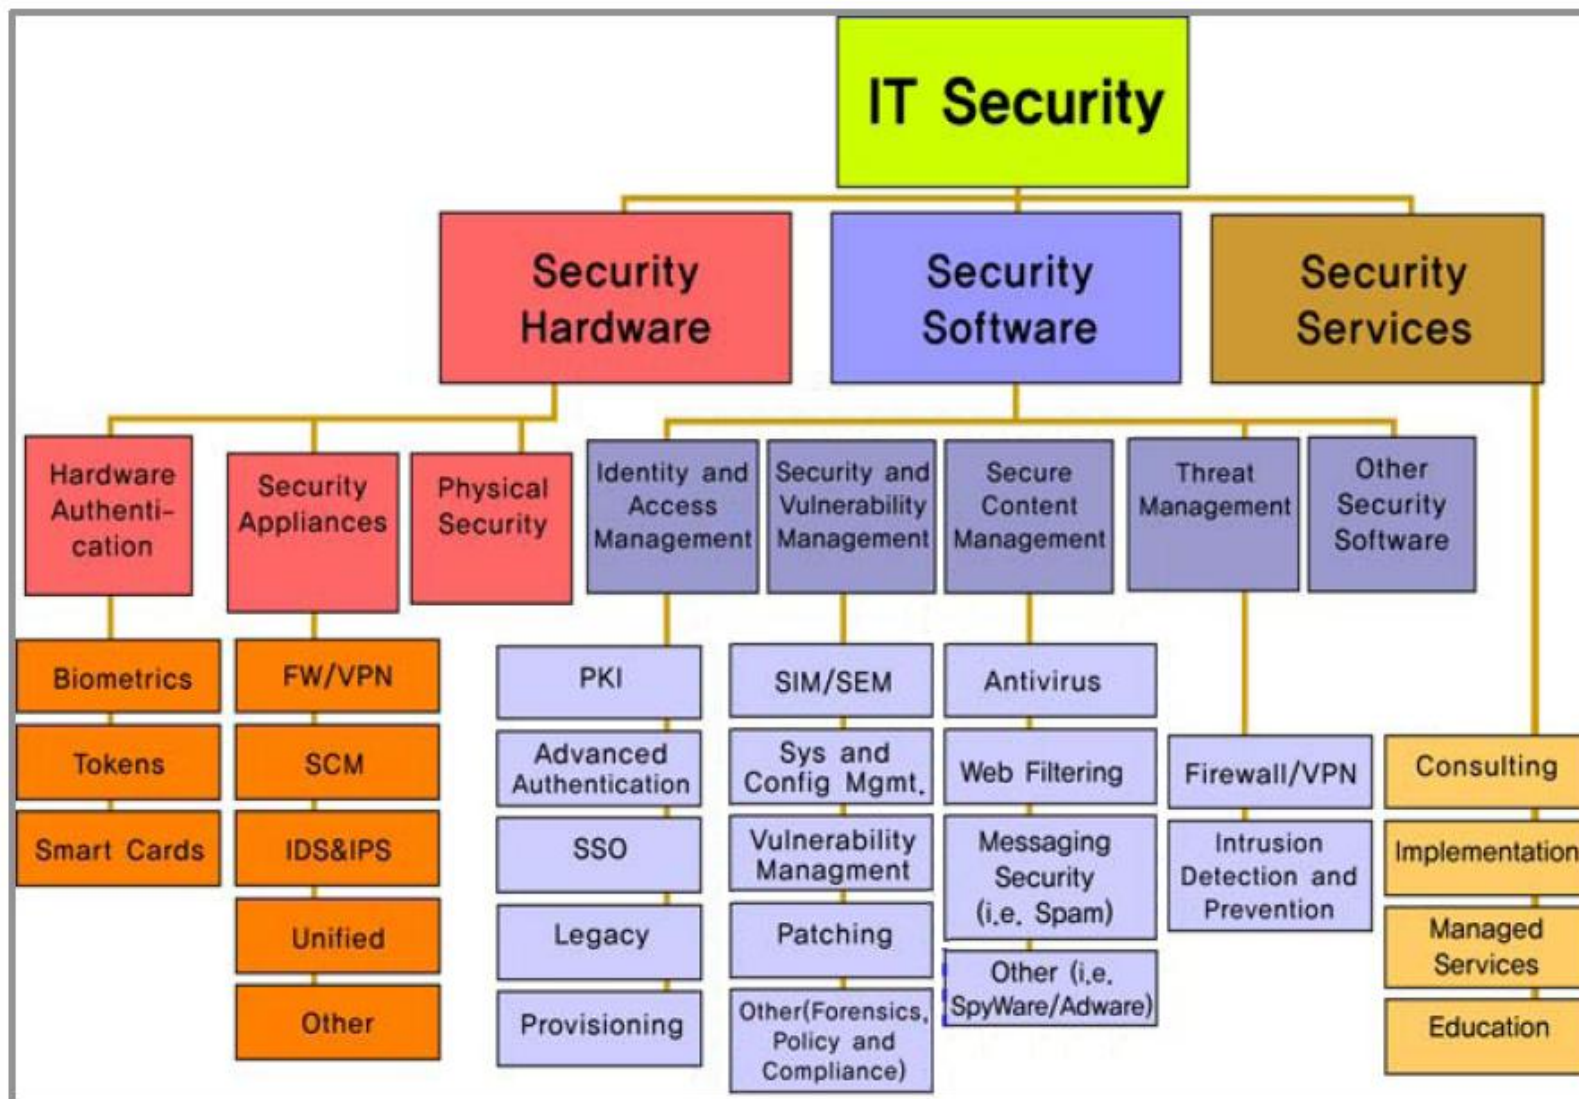 IT Security
Security
Hardware
Security
Software
Security
Services
Hardware
Authenti-
cation
Security
Appliances
Physical
Security
Identity and
Access
Management
Security and
Vulnerability
Management
Secure
Content
Management
Threat
Management
Other
Security
Software
Biometrics
Tokens
Smart Cards
FW/VPN
SCM
IDS&IPS
Unified
Other
PKI
Advanced
Authentication
SSO
Legacy
Provisioning
SIM/SEM
Sys and
Config Mgmt.
Vulnerability
Managment
Patching
Other(Forensics,
Policy and
Compliance)
Antivirus
Web Filtering
Messaging
Security
(i.e. Spam)
Other (i.e.
SpyWare/Adware)
Firewall/VPN
Intrusion
Detection and
Prevention
Consulting
Implementation
Managed
Services
Education